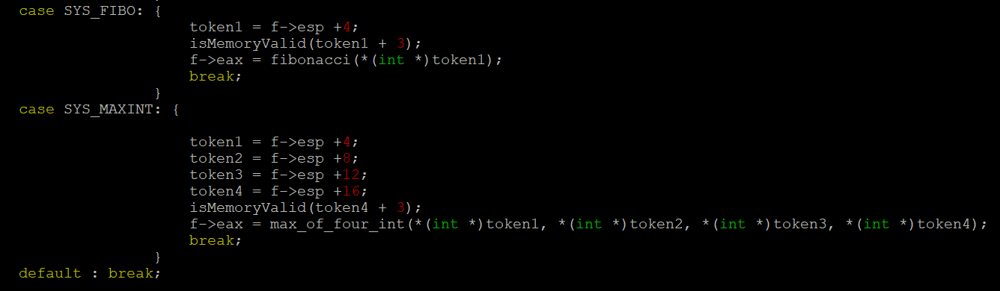 case SYS_FIBO: {
token1 = f->esp +4;
isMemoryValid(token1 + 3);
f->eax = fibonacci(*(int *)token1);
break;
}
case SYS_MAXINT: {
token1 = f->esp +4;
token2 = f->esp +8;
token3 = f->esp +12;
token4 = f->esp +16;
isMemoryValid(token4 + 3);
f->eax = max_of_four_int(*(int *)token1, *(int *)token2, *(int *)token3, *(int *)token4);
break;
}
default : break;